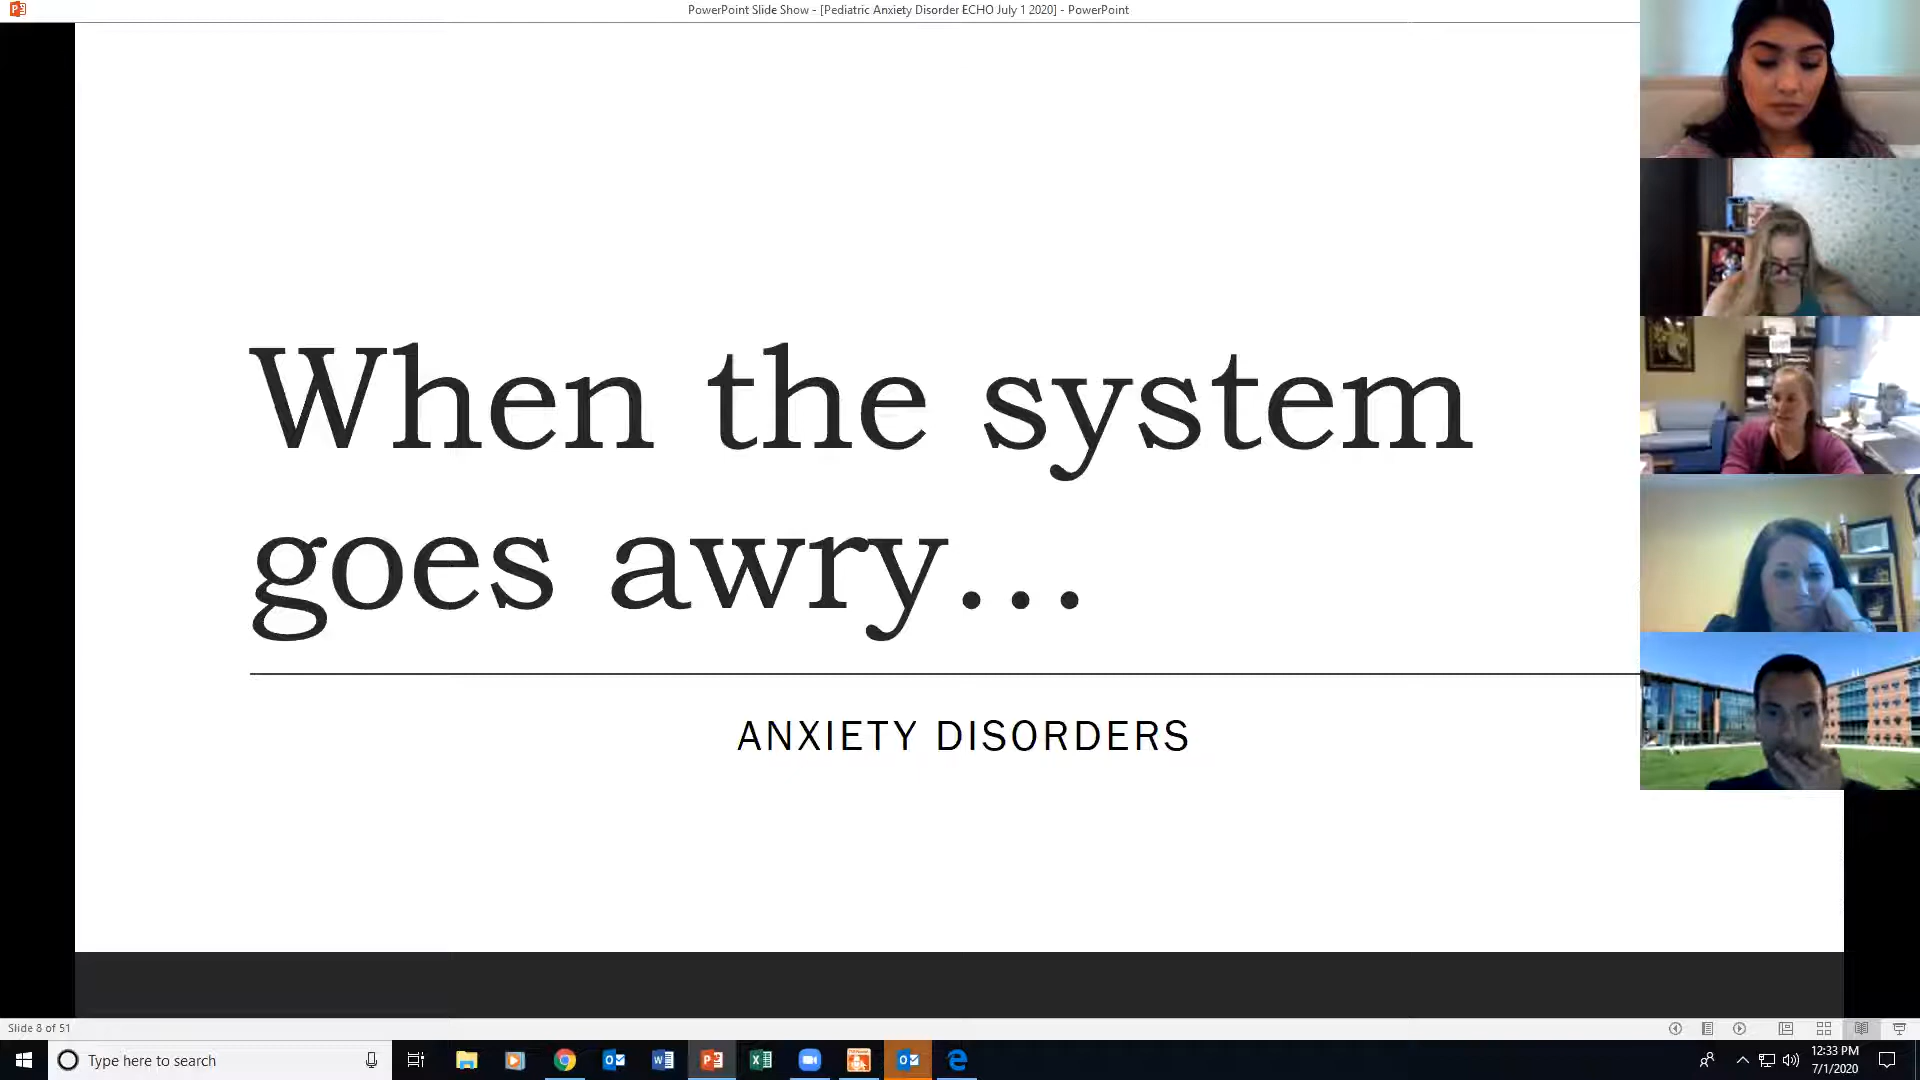 PowerPoint Slide Show - [Pediatric Anxiety Disorder ECHO July 1 2020] - PowerPoint
When the system
goes awry...
ANXIETY DISORDERS
Slide 8 of 51
Type here to search
12:33 PM
7/1/2020